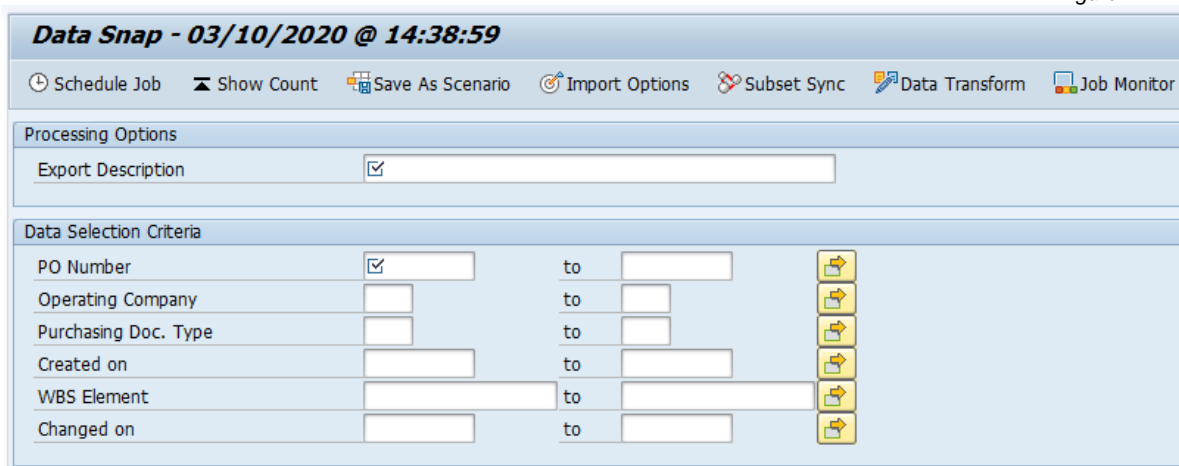 Data Snap - 03/10/2020 @ 14:38:59
Schedule Job Show Count Save As Scenario Import Options Subset Sync Data Transform Job Monitor
Processing Options
Export Description
Data Selection Criteria
PO Number to
Operating Company to
Purchasing Doc. Type to
Created on to
WBS Element to
Changed on to